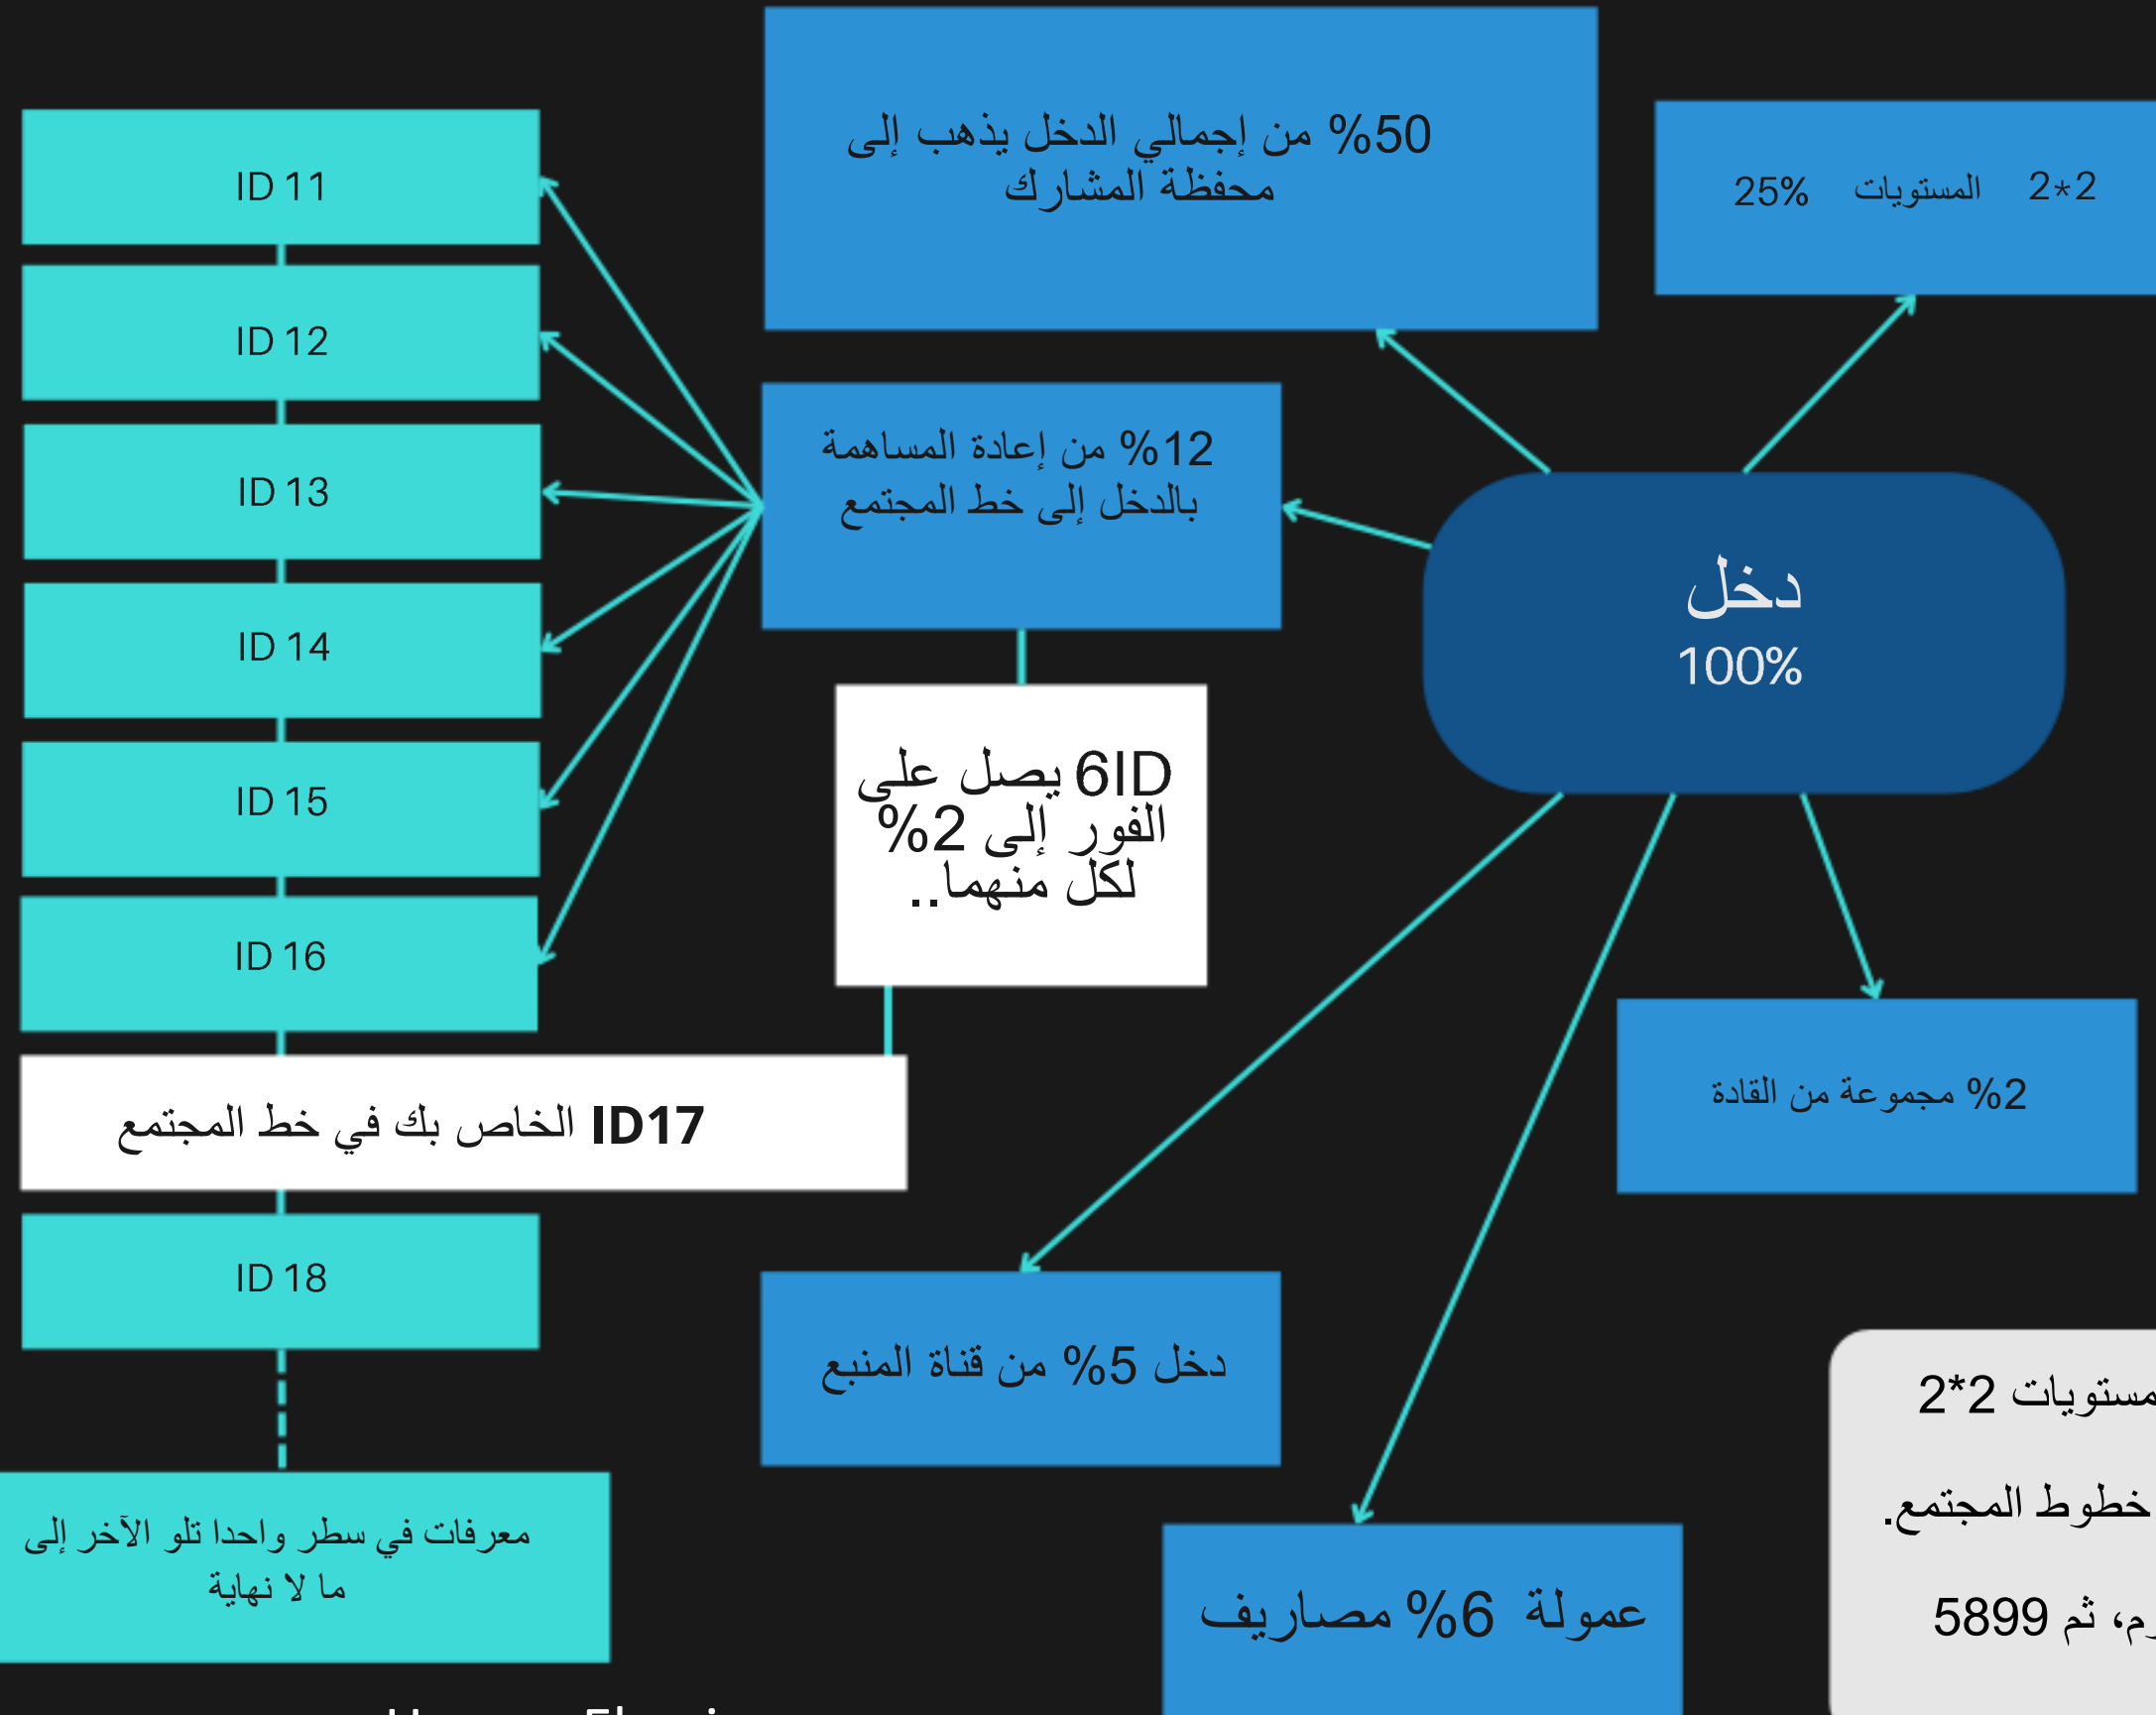 50% من إجمالي الدخل يذهب إلى
محفظة المشارك
2*2 المستويات 25%
ID 11
ID 12
ID 13
ID 14
ID 15
ID 16
12% من إعادة المساهمة
بالدخل إلى خط المجتمع
دخل
100%
6ID يصل على
الفور إلى 2%
لكل منهما..
2% مجموعة من القادة
ID17 الخاص بك في خط المجتمع
ID 18
دخل 5% من قناة المنبع
معرفات في سطر واحدا تلو الآخر إلى
ما لا نهاية
عمولة 6% مصاريف
2*2
خطوط المجتمع.
ثم 5899